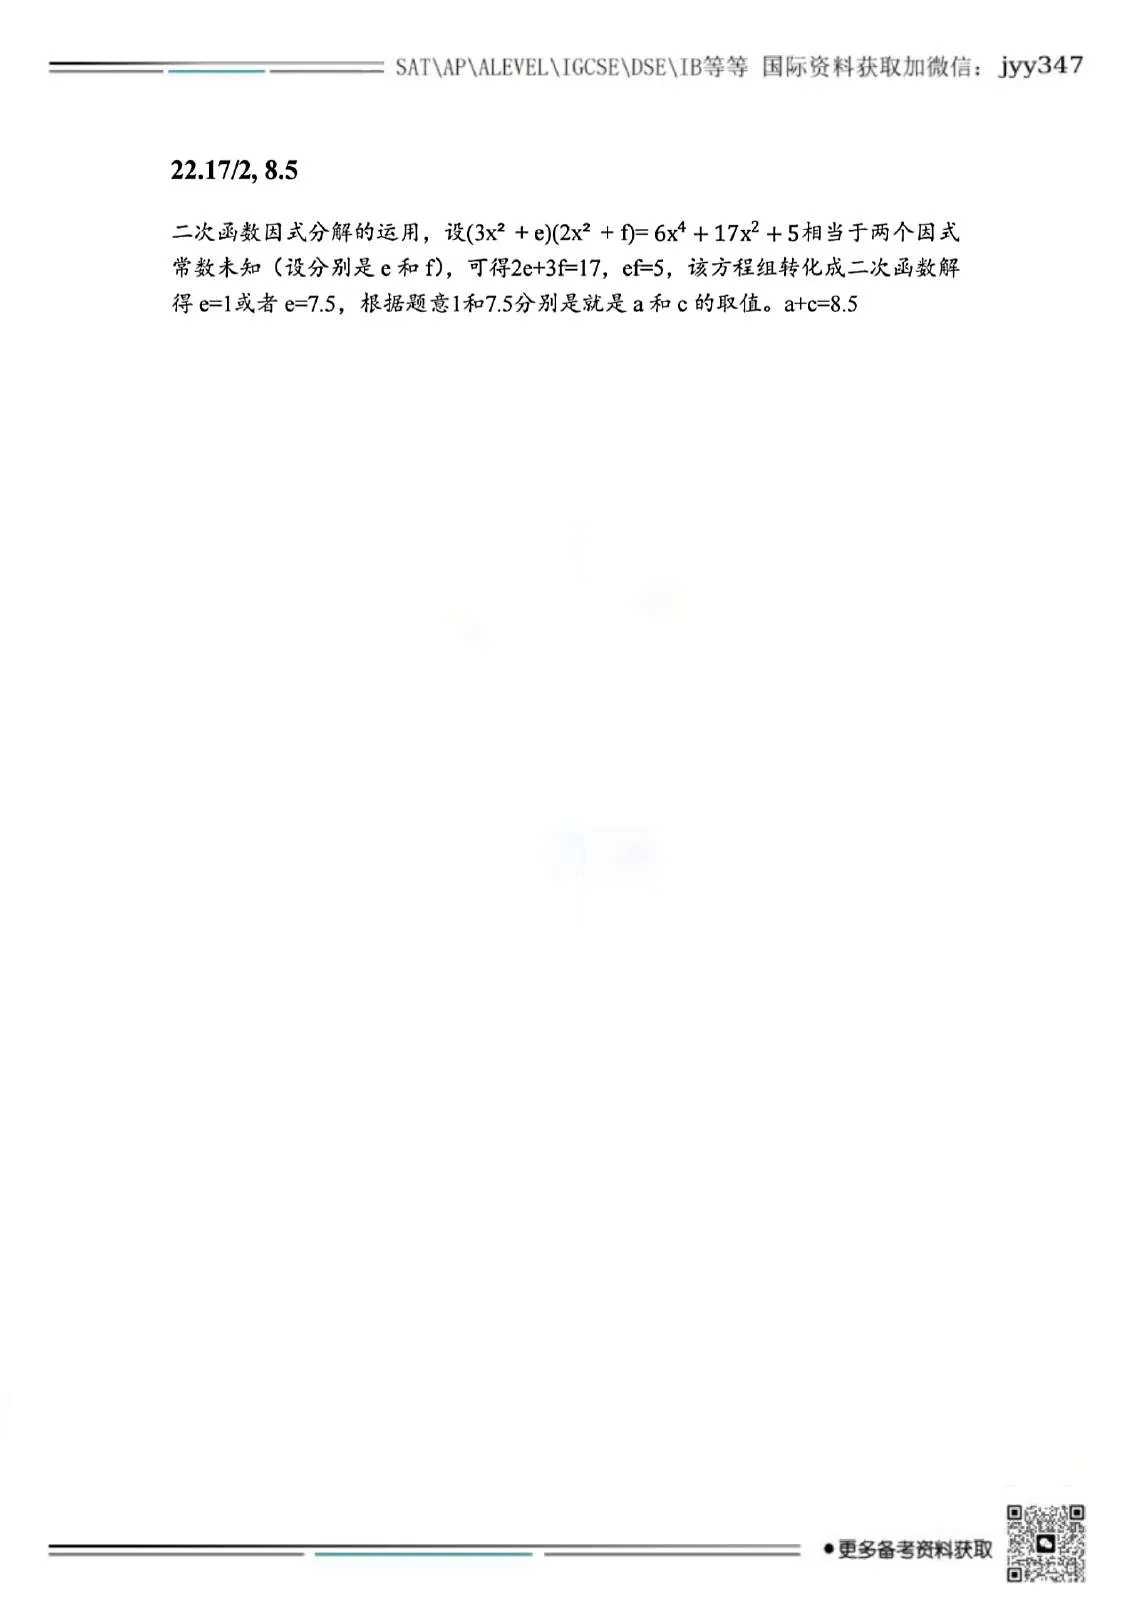 SAT\AP\ALEVEL\IGCSE\DSE\IB等等 国际资料获取加微信：jyy347
22.17/2, 8.5
二次函数因式分解的运用，设(3x² + e)(2x² + f)= 6x⁴ + 17x² + 5相当于两个因式
常数未知（设分别是 e 和 f），可得2e+3f=17，ef=5，该方程组转化成二次函数解
得 e=1或者 e=7.5，根据题意1和7.5分别是就是 a 和 c 的取值。a+c=8.5
•更多备考资料获取